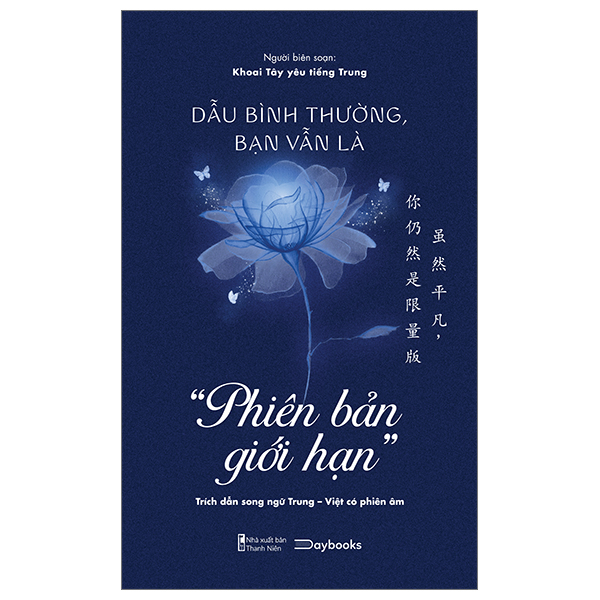 Người biên soạn:
Khoai Tây yêu tiếng Trung
DẪU BÌNH THƯỜNG,
BẠN VẪN LÀ
虽然平凡，
你仍然是限量版
“Phiên bản
giới hạn”
Trích dẫn song ngữ Trung – Việt có phiên âm
Nhà xuất bản
Thanh Niên
Daybooks